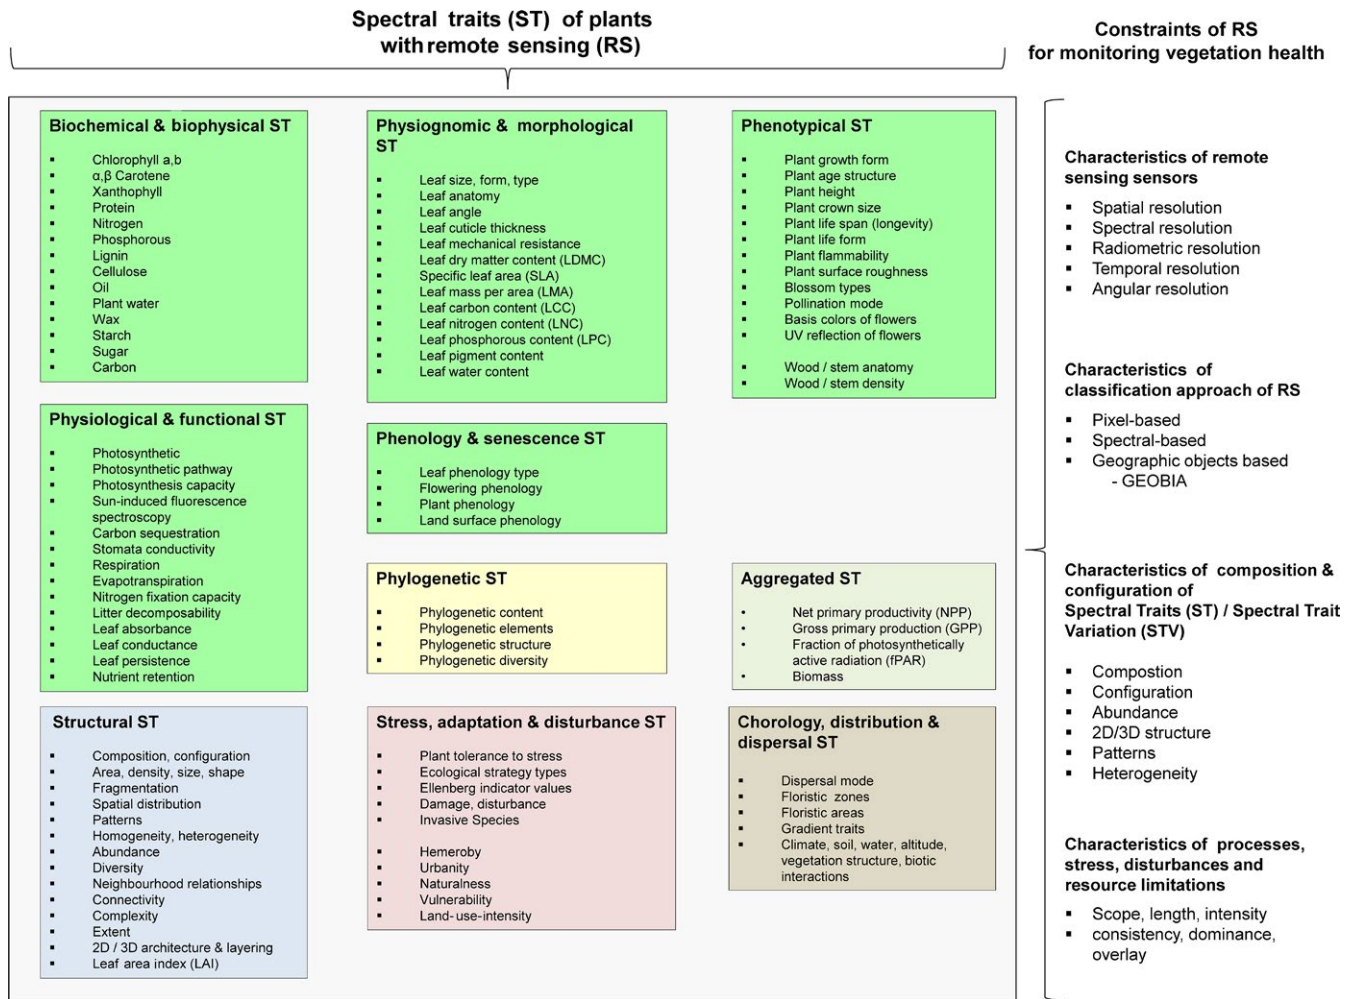 Spectral traits (ST) of plants
with remote sensing (RS)
Constraints of RS
for monitoring vegetation health
Biochemical & biophysical ST
▪ Chlorophyll a,b
▪ α,β Carotene
▪ Xanthophyll
▪ Protein
▪ Nitrogen
▪ Phosphorous
▪ Lignin
▪ Cellulose
▪ Oil
▪ Plant water
▪ Wax
▪ Starch
▪ Sugar
▪ Carbon
Physiognomic & morphological
ST
▪ Leaf size, form, type
▪ Leaf anatomy
▪ Leaf angle
▪ Leaf cuticle thickness
▪ Leaf mechanical resistance
▪ Leaf dry matter content (LDMC)
▪ Specific leaf area (SLA)
▪ Leaf mass per area (LMA)
▪ Leaf carbon content (LCC)
▪ Leaf nitrogen content (LNC)
▪ Leaf phosphorous content (LPC)
▪ Leaf pigment content
▪ Leaf water content
Phenotypical ST
▪ Plant growth form
▪ Plant age structure
▪ Plant height
▪ Plant crown size
▪ Plant life span (longevity)
▪ Plant life form
▪ Plant flammability
▪ Plant surface roughness
▪ Blossom types
▪ Pollination mode
▪ Basis colors of flowers
▪ UV reflection of flowers
▪ Wood / stem anatomy
▪ Wood / stem density
Physiological & functional ST
▪ Photosynthetic
▪ Photosynthetic pathway
▪ Photosynthesis capacity
▪ Sun-induced fluorescence
spectroscopy
▪ Carbon sequestration
▪ Stomata conductivity
▪ Respiration
▪ Evapotranspiration
▪ Nitrogen fixation capacity
▪ Litter decomposability
▪ Leaf absorbance
▪ Leaf conductance
▪ Leaf persistence
▪ Nutrient retention
Phenology & senescence ST
▪ Leaf phenology type
▪ Flowering phenology
▪ Plant phenology
▪ Land surface phenology
Phylogenetic ST
▪ Phylogenetic content
▪ Phylogenetic elements
▪ Phylogenetic structure
▪ Phylogenetic diversity
Aggregated ST
• Net primary productivity (NPP)
• Gross primary production (GPP)
• Fraction of photosynthetically
active radiation (fPAR)
• Biomass
Structural ST
▪ Composition, configuration
▪ Area, density, size, shape
▪ Fragmentation
▪ Spatial distribution
▪ Patterns
▪ Homogeneity, heterogeneity
▪ Abundance
▪ Diversity
▪ Neighbourhood relationships
▪ Connectivity
▪ Complexity
▪ Extent
▪ 2D / 3D architecture & layering
▪ Leaf area index (LAI)
Stress, adaptation & disturbance ST
▪ Plant tolerance to stress
▪ Ecological strategy types
▪ Ellenberg indicator values
▪ Damage, disturbance
▪ Invasive Species
▪ Hemeroby
▪ Urbanity
▪ Naturalness
▪ Vulnerability
▪ Land-use-intensity
Chorology, distribution &
dispersal ST
▪ Dispersal mode
▪ Floristic zones
▪ Floristic areas
▪ Gradient traits
▪ Climate, soil, water, altitude,
vegetation structure, biotic
interactions
Characteristics of remote
sensing sensors
▪ Spatial resolution
▪ Spectral resolution
▪ Radiometric resolution
▪ Temporal resolution
▪ Angular resolution
Characteristics of
classification approach of RS
▪ Pixel-based
▪ Spectral-based
▪ Geographic objects based
- GEOBIA
Characteristics of composition &
configuration of
Spectral Traits (ST) / Spectral Trait
Variation (STV)
▪ Compostion
▪ Configuration
▪ Abundance
▪ 2D/3D structure
▪ Patterns
▪ Heterogeneity
Characteristics of processes,
stress, disturbances and
resource limitations
▪ Scope, length, intensity
▪ consistency, dominance,
overlay